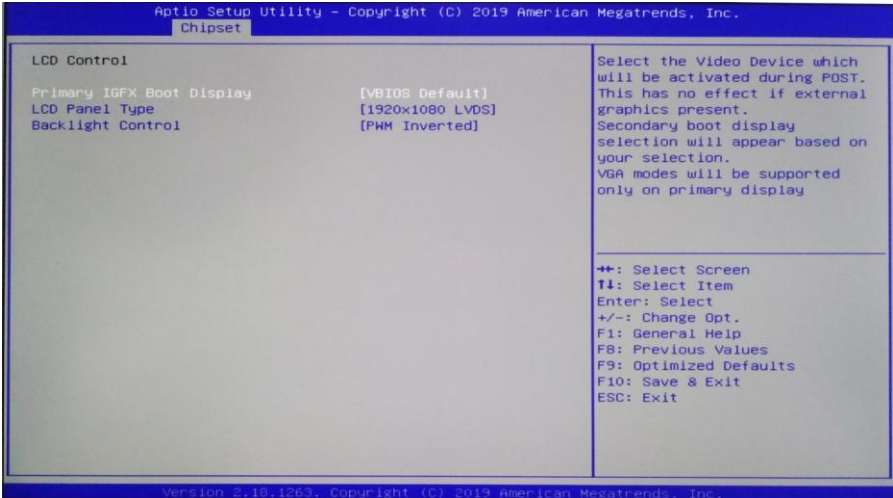 Aptio Setup Utility – Copyright (C) 2019 American Megatrends, Inc.
Chipset
LCD Control
Primary IGFX Boot Display [VBIOS Default]
LCD Panel Type [1920x1080 LVDS]
Backlight Control [PWM Inverted]
Select the Video Device which
will be activated during POST.
This has no effect if external
graphics present.
Secondary boot display
selection will appear based on
your selection.
VGA modes will be supported
only on primary display
→←: Select Screen
↑↓: Select Item
Enter: Select
+/-: Change Opt.
F1: General Help
F8: Previous Values
F9: Optimized Defaults
F10: Save & Exit
ESC: Exit
Version 2.18.1263. Copyright (C) 2019 American Megatrends, Inc.